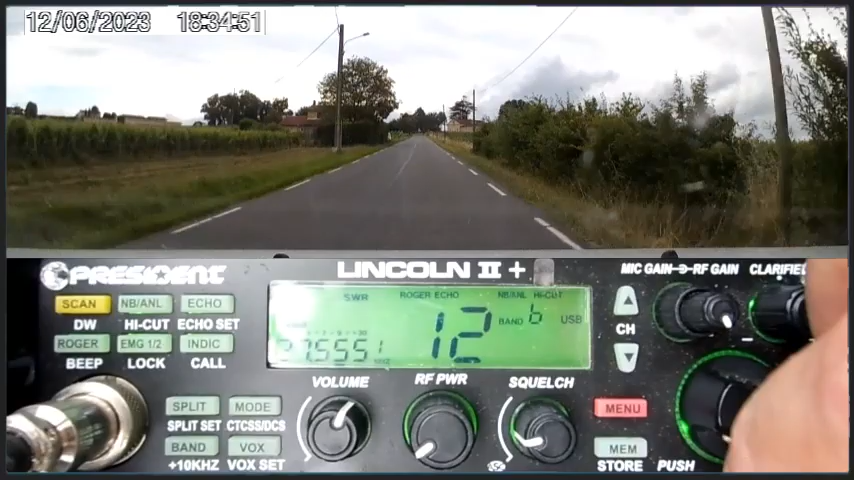 12/06/2023 18:34:51
PRESIDENT LINCOLN II + MIC GAIN RF GAIN CLARIFIE
SCAN NB/ANL ECHO
DW HI-CUT ECHO SET
ROGER EMG 1/2 INDIC
BEEP LOCK CALL
SWR ROGER ECHO NB/ANL HI-CUT
12 BAND b USB
27.555
CH
VOLUME RF PWR SQUELCH
SPLIT MODE
SPLIT SET CTCSS/DCS
BAND VOX
+10KHZ VOX SET
MENU
MEM
STORE PUSH